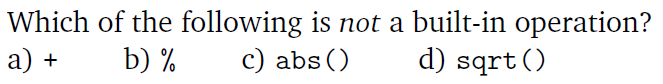 Which of the following is not a built-in operation?
a) + b) % c) abs() d) sqrt()